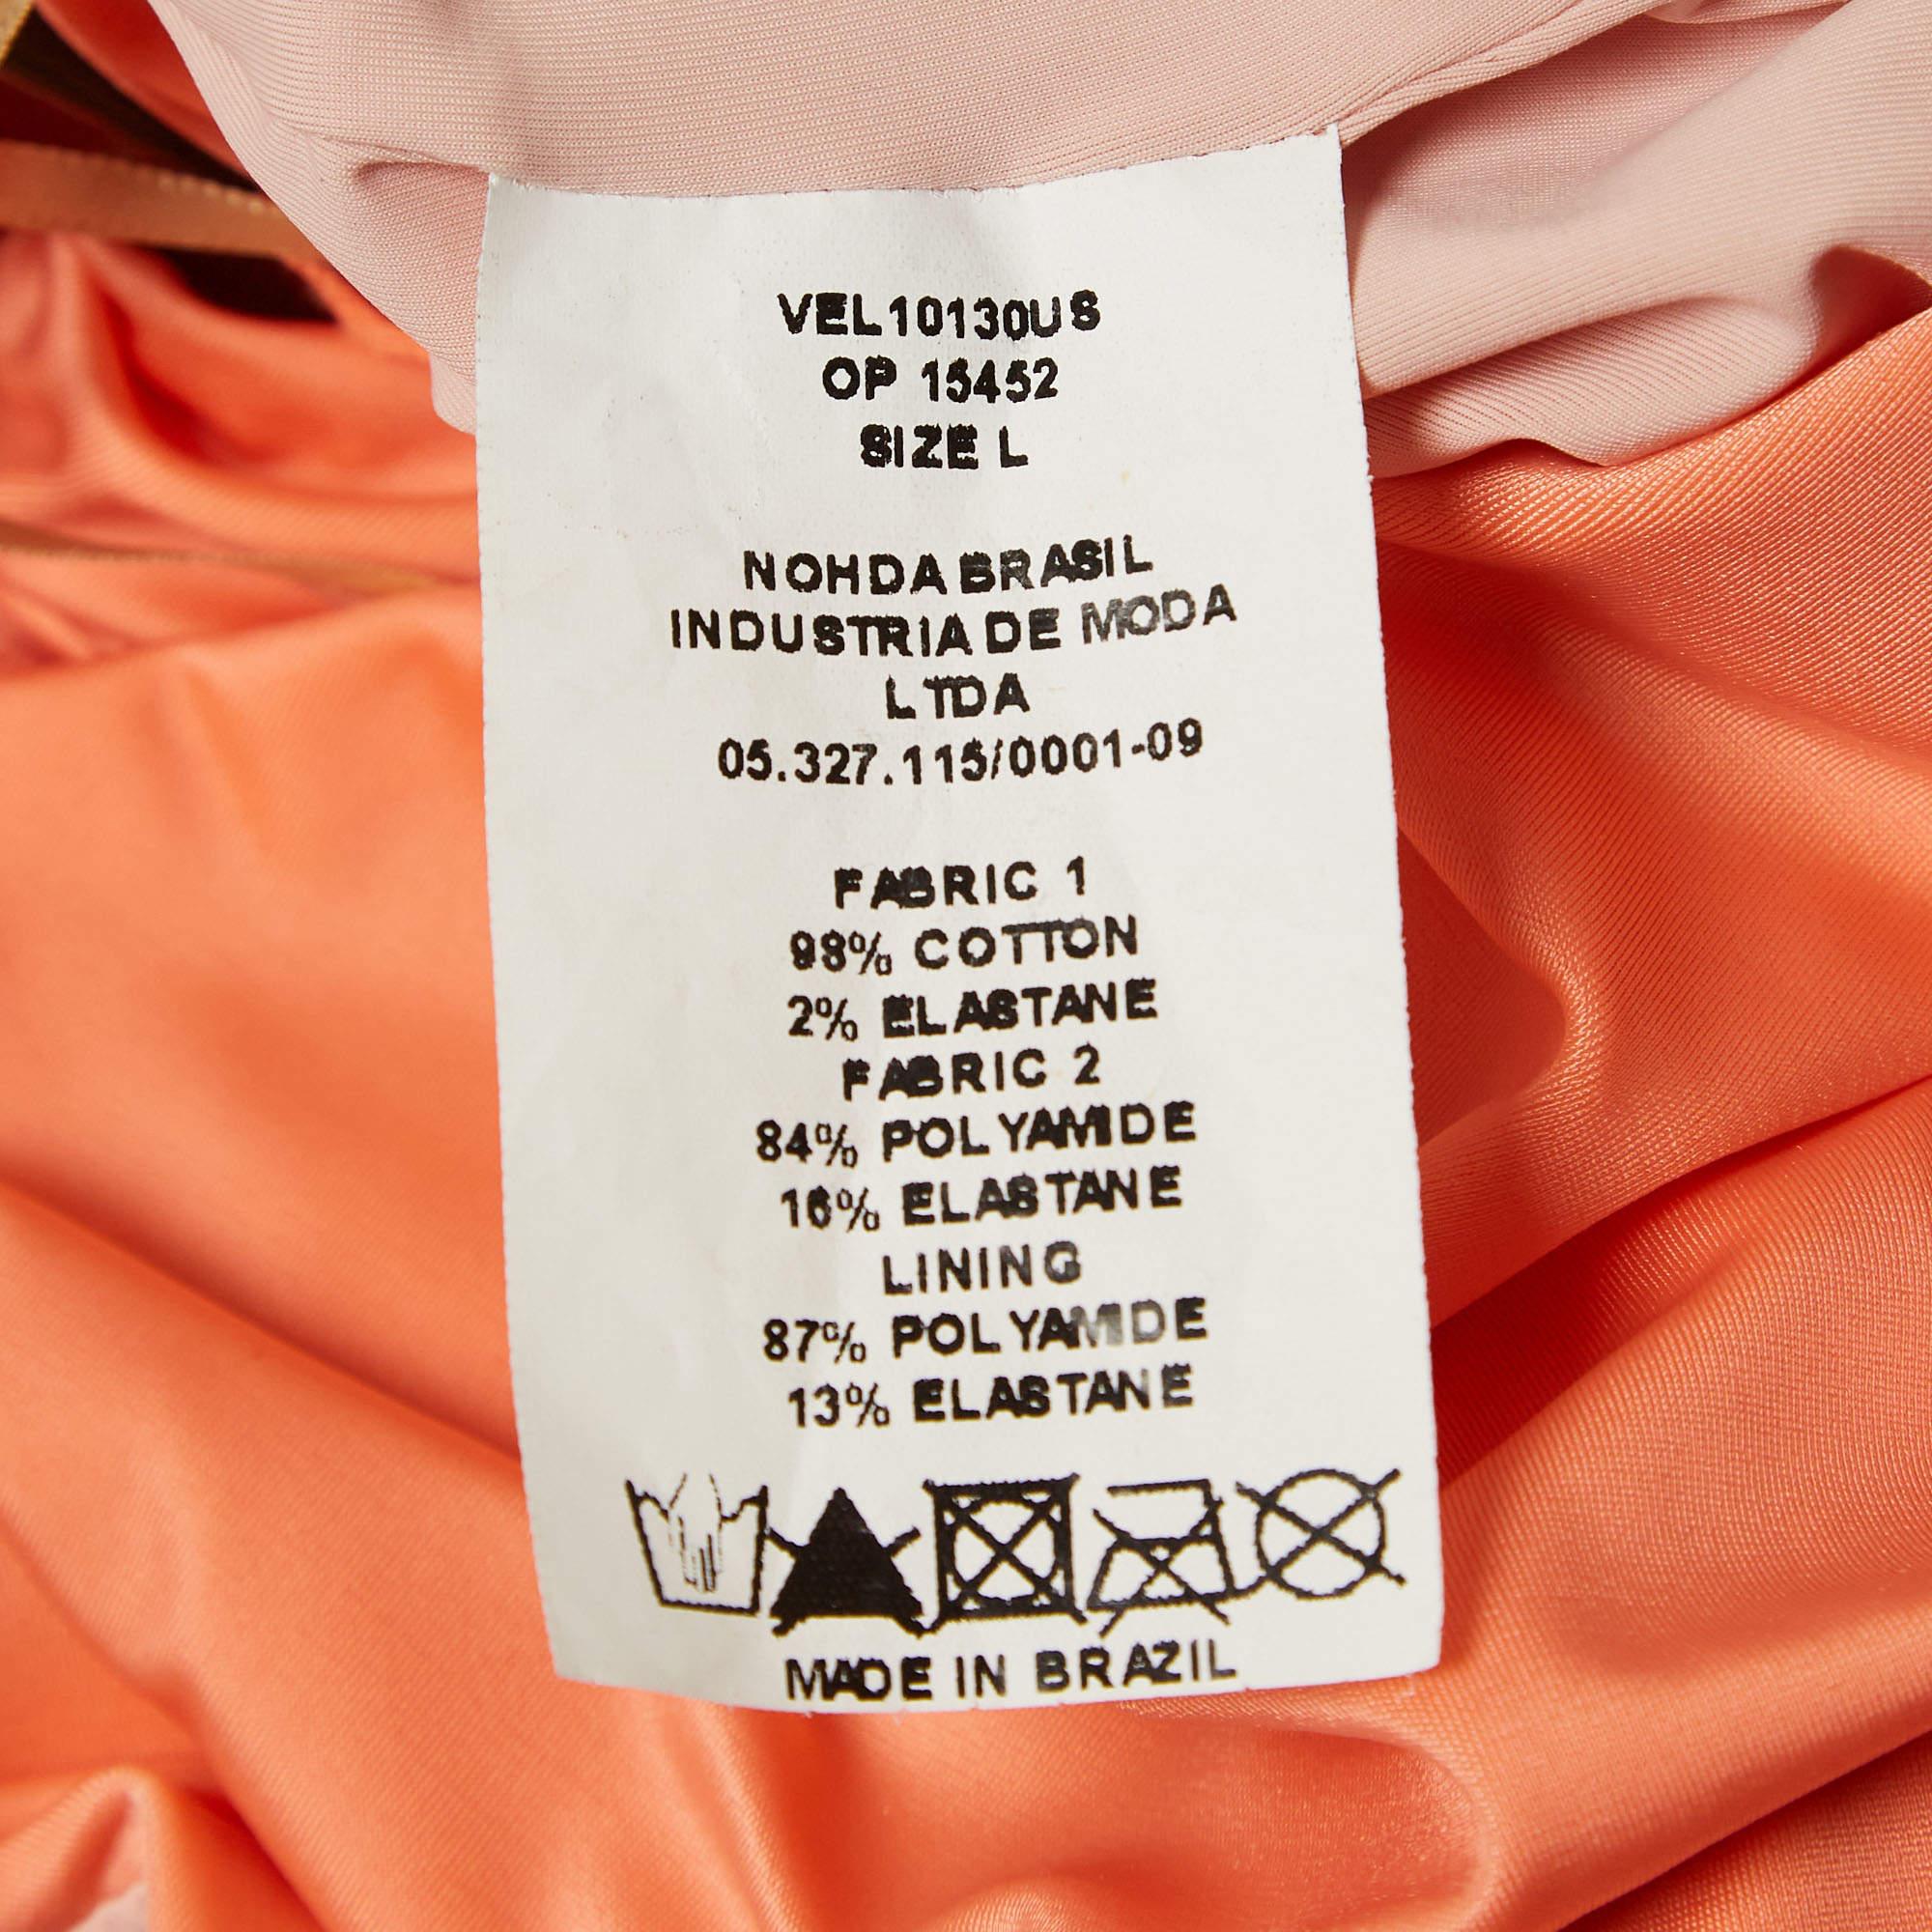 VEL10130US
OP 15452
SIZE L
NOHDA BRASIL
INDUSTRIA DE MODA
LTDA
05.327.115/0001-09
FABRIC 1
98% COTTON
2% ELASTANE
FABRIC 2
84% POLYAMIDE
16% ELASTANE
LINING
87% POLYAMIDE
13% ELASTANE
MADE IN BRAZIL